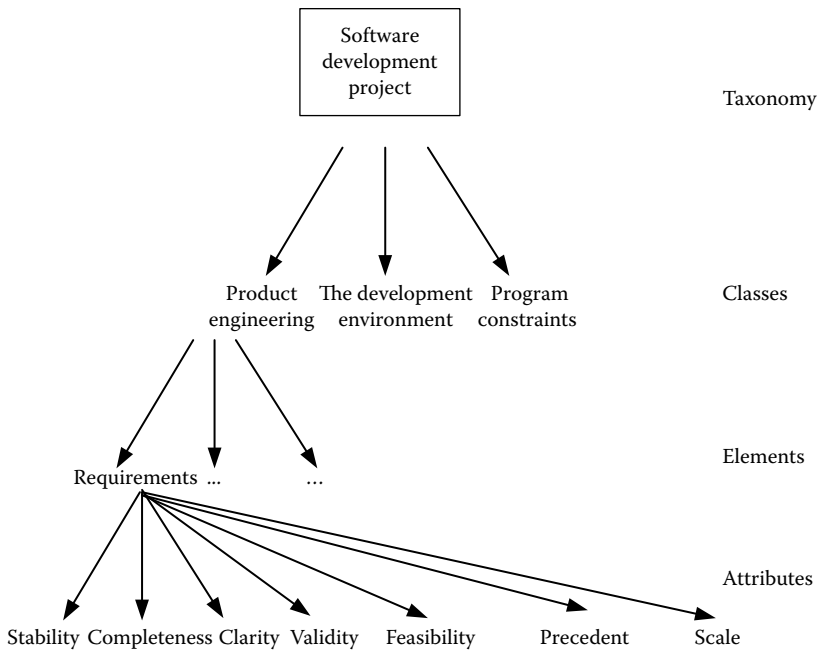 Software
development
project
Taxonomy
Product
engineering
The development
environment
Program
constraints
Classes
Requirements
...
...
Elements
Attributes
Stability
Completeness
Clarity
Validity
Feasibility
Precedent
Scale